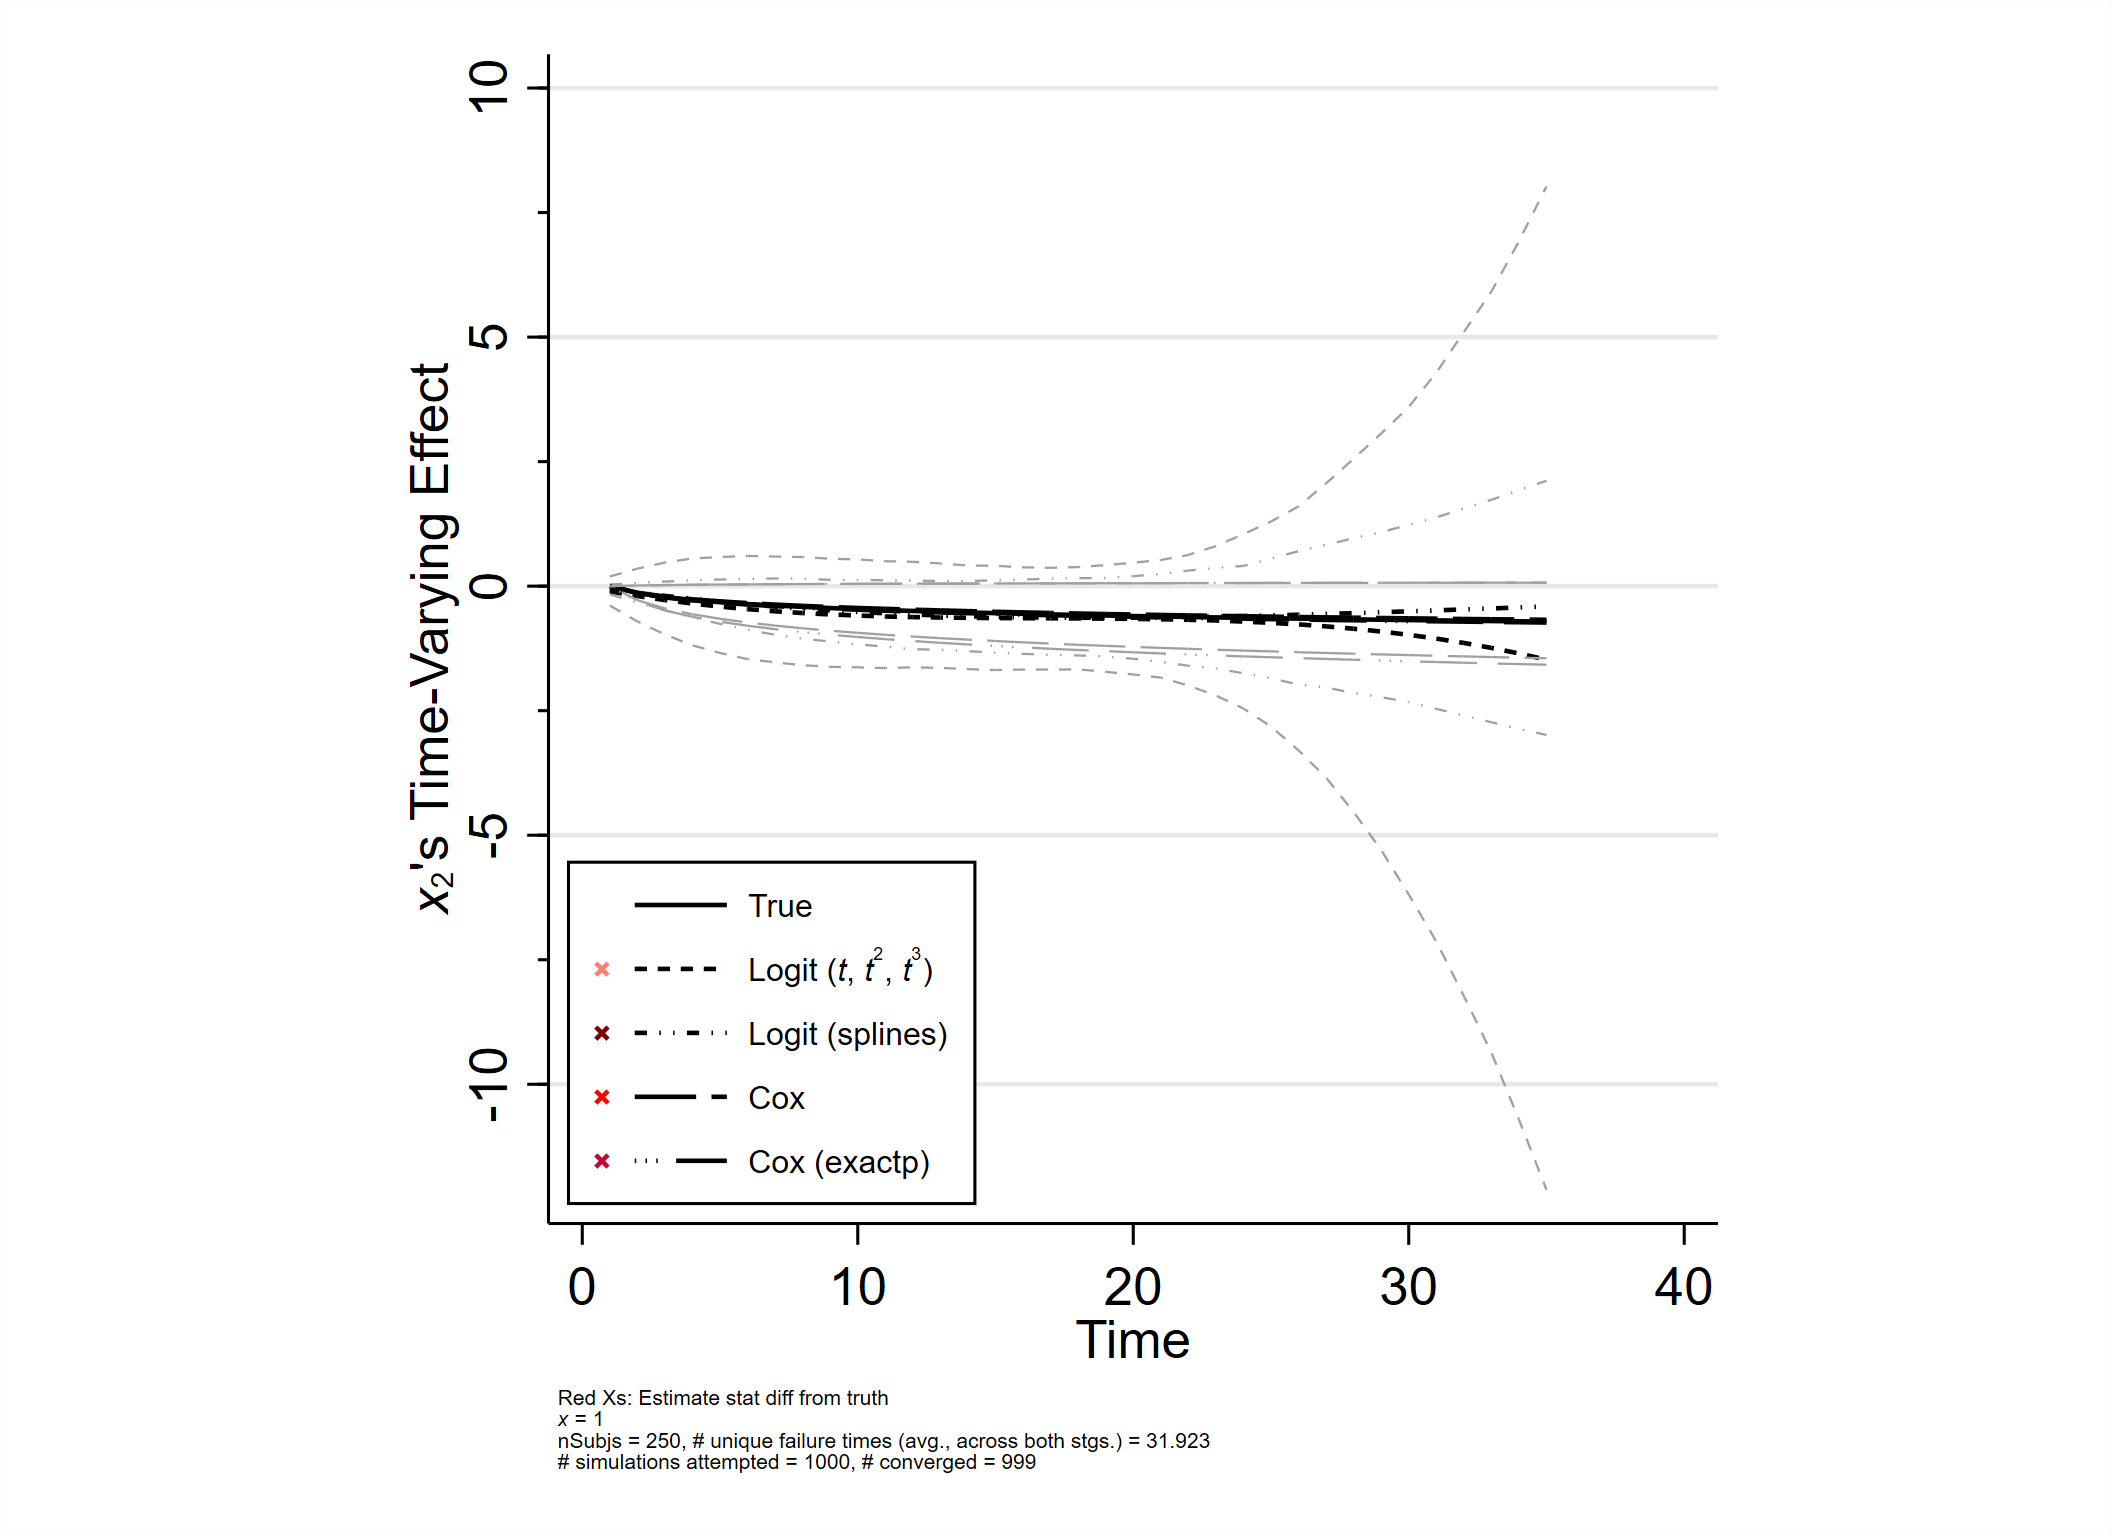 x2's Time-Varying Effect
10
5
0
-5
-10
True
Logit (t, t2, t3)
Logit (splines)
Cox
Cox (exactp)
0 10 20 30 40
Time
Red Xs: Estimate stat diff from truth
x = 1
nSubjs = 250, # unique failure times (avg., across both stgs.) = 31.923
# simulations attempted = 1000, # converged = 999